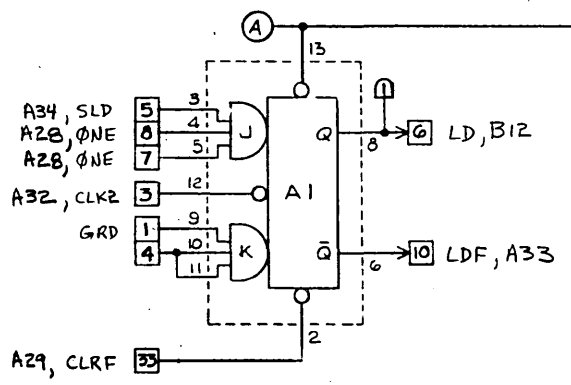 A
13
A34, SLD 5 3
A28, ØNE 8 4 J
A28, ØNE 7 5
Q 8 6 LD, B12
1
A32, CLK2 3 12
A1
GRD 1 9
4 10 K
11
Q̄ 6 10 LDF, A33
2
A29, CLRF 33